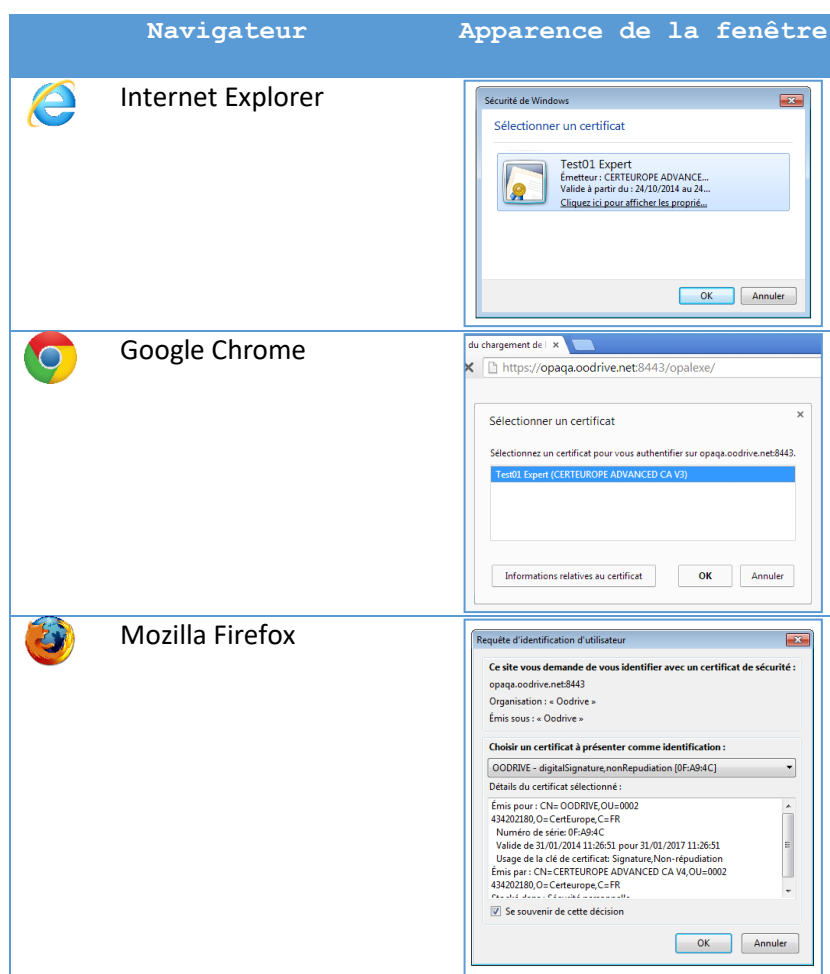 Navigateur
Apparence de la fenêtre
Internet Explorer
Sécurité de Windows
Sélectionner un certificat
Test01 Expert
Émetteur : CERTEUROPE ADVANCE...
Valide à partir du : 24/10/2014 au 24...
Cliquez ici pour afficher les proprié...
OK
Annuler
Google Chrome
du chargement de l
https://opaqa.oodrive.net:8443/opalexe/
Sélectionner un certificat
Sélectionnez un certificat pour vous authentifier sur opaqa.oodrive.net:8443.
Test01 Expert (CERTEUROPE ADVANCED CA V3)
Informations relatives au certificat
OK
Annuler
Mozilla Firefox
Requête d'identification d'utilisateur
Ce site vous demande de vous identifier avec un certificat de sécurité :
opaqa.oodrive.net:8443
Organisation : « Oodrive »
Émis sous : « Oodrive »
Choisir un certificat à présenter comme identification :
OODRIVE - digitalSignature,nonRepudiation [0F:A9:4C]
Détails du certificat sélectionné :
Émis pour : CN= OODRIVE,OU=0002
434202180,O=CertEurope,C=FR
Numéro de série: 0F:A9:4C
Valide de 31/01/2014 11:26:51 pour 31/01/2017 11:26:51
Usage de la clé de certificat: Signature,Non-répudiation
Émis par : CN=CERTEUROPE ADVANCED CA V4,OU=0002
434202180,O=Certeurope,C=FR
Se souvenir de cette décision
OK
Annuler